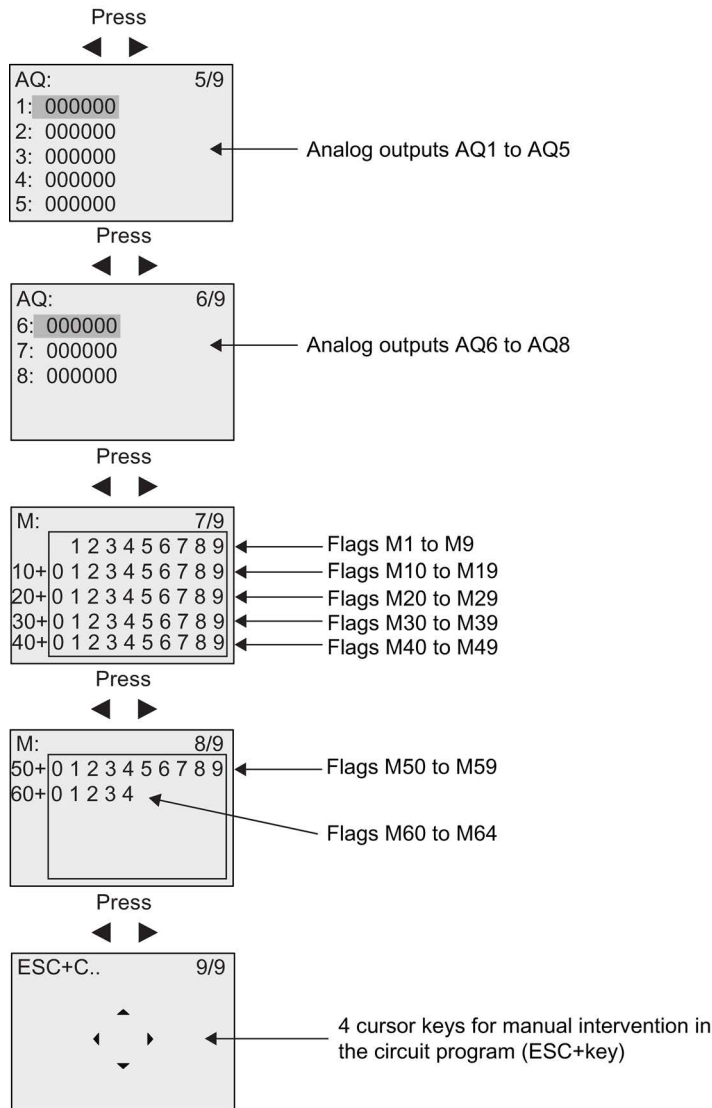 Press
◀ ▶
AQ: 5/9
1: 000000
2: 000000
3: 000000
4: 000000
5: 000000
Analog outputs AQ1 to AQ5
Press
◀ ▶
AQ: 6/9
6: 000000
7: 000000
8: 000000
Analog outputs AQ6 to AQ8
Press
◀ ▶
M: 7/9
1 2 3 4 5 6 7 8 9 Flags M1 to M9
10+ 0 1 2 3 4 5 6 7 8 9 Flags M10 to M19
20+ 0 1 2 3 4 5 6 7 8 9 Flags M20 to M29
30+ 0 1 2 3 4 5 6 7 8 9 Flags M30 to M39
40+ 0 1 2 3 4 5 6 7 8 9 Flags M40 to M49
Press
◀ ▶
M: 8/9
50+ 0 1 2 3 4 5 6 7 8 9 Flags M50 to M59
60+ 0 1 2 3 4
Flags M60 to M64
Press
◀ ▶
ESC+C.. 9/9
4 cursor keys for manual intervention in
the circuit program (ESC+key)